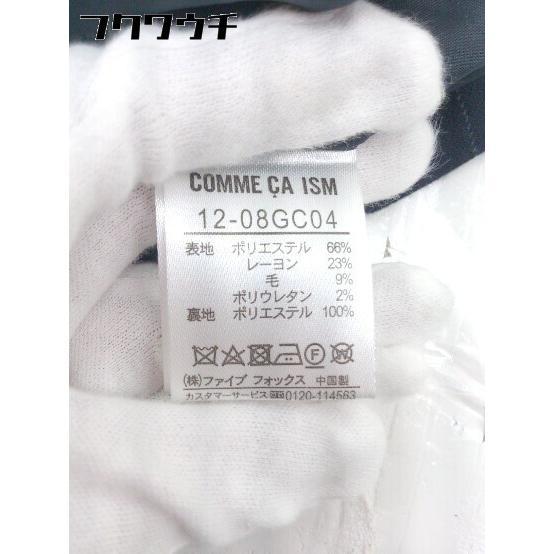 フクワウチ
COMME ÇA ISM
12-08GC04
表地 ポリエステル 66%
レーヨン 23%
毛 9%
ポリウレタン 2%
裏地 ポリエステル 100%
(株)ファイブ フォックス 中国製
カスタマーサービス 0120-114563